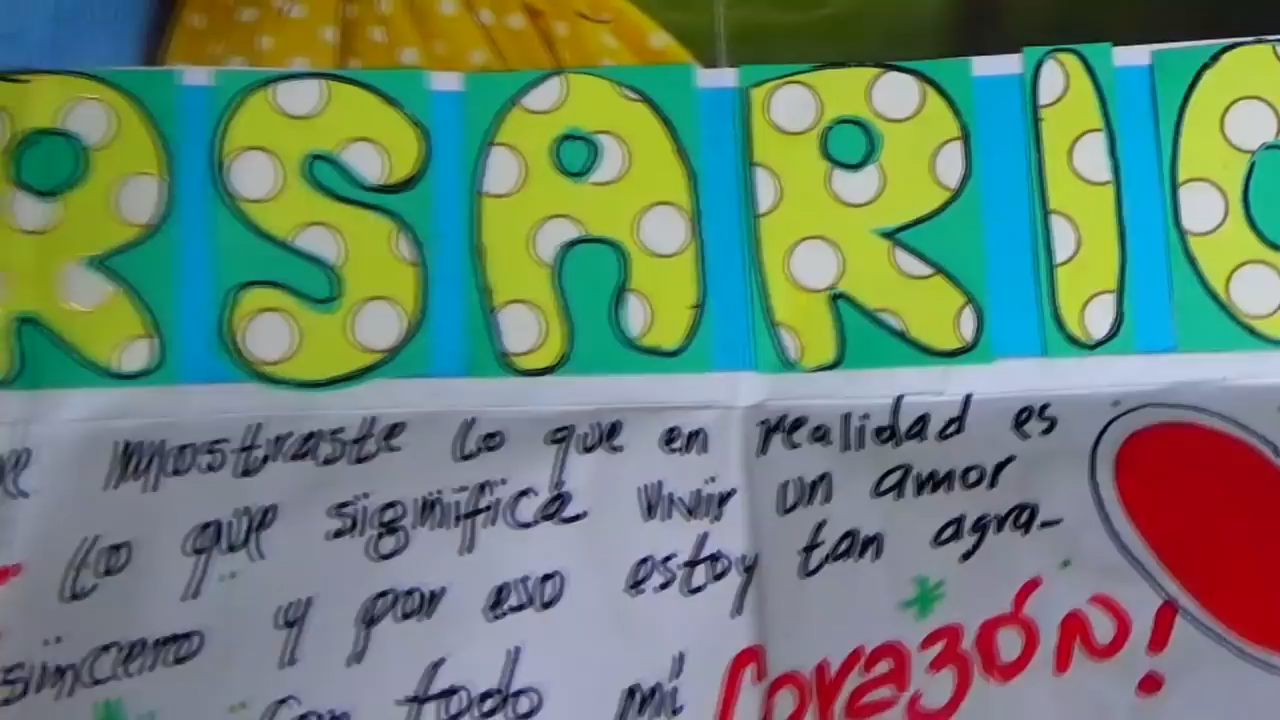 RSARIO
mostraste lo que en realidad es
lo que significa vivir un amor
sincero y por eso estoy tan agra-
Con todo mi Corazón!